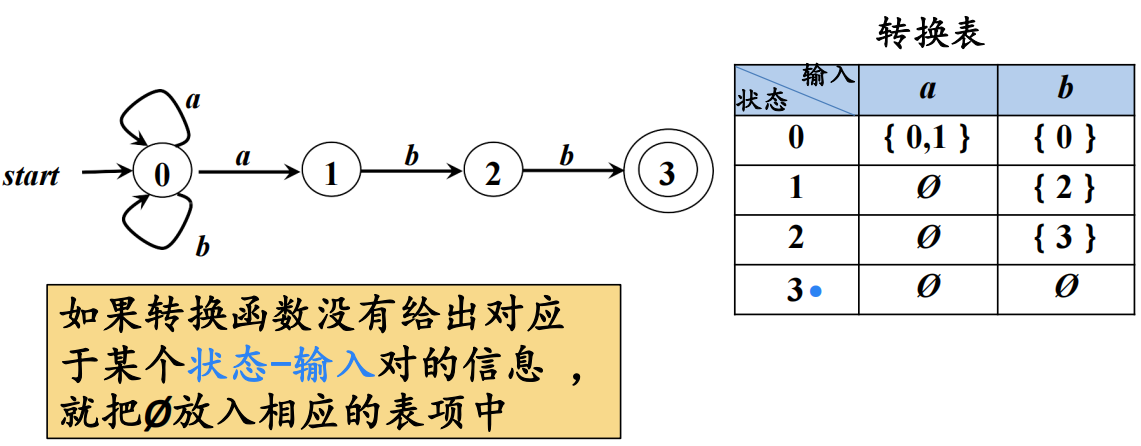 转换表
输入
状态
a
b
0
{ 0,1 }
{ 0 }
1
Ø
{ 2 }
2
Ø
{ 3 }
3
Ø
Ø
a
start
0
a
1
b
2
b
3
b
如果转换函数没有给出对应
于某个状态-输入对的信息 ，
就把Ø放入相应的表项中